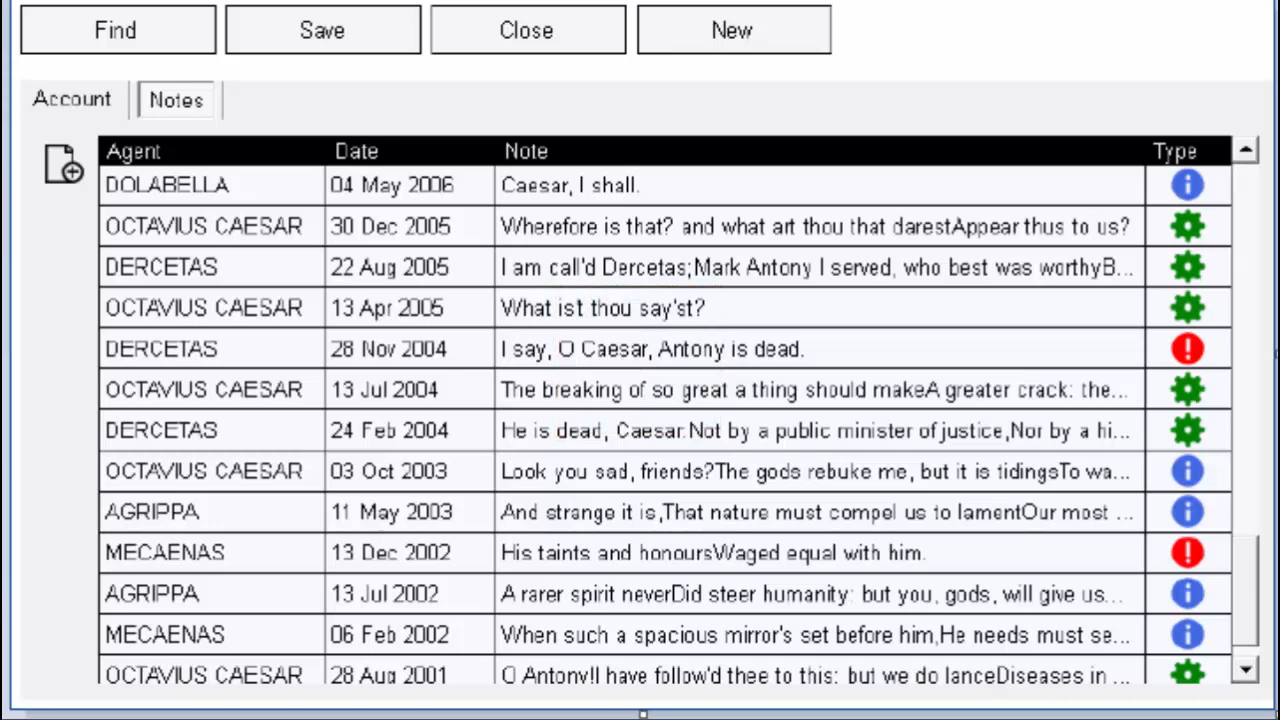 Find Save Close New
Account Notes
Agent Date Note Type
DOLABELLA 04 May 2006 Caesar, I shall.
OCTAVIUS CAESAR 30 Dec 2005 Wherefore is that? and what art thou that darestAppear thus to us?
DERCETAS 22 Aug 2005 I am call'd Dercetas;Mark Antony I served, who best was worthyB...
OCTAVIUS CAESAR 13 Apr 2005 What ist thou say'st?
DERCETAS 28 Nov 2004 I say, O Caesar, Antony is dead.
OCTAVIUS CAESAR 13 Jul 2004 The breaking of so great a thing should makeA greater crack: the...
DERCETAS 24 Feb 2004 He is dead, Caesar:Not by a public minister of justice,Nor by a hi...
OCTAVIUS CAESAR 03 Oct 2003 Look you sad, friends?The gods rebuke me, but it is tidingsTo wa...
AGRIPPA 11 May 2003 And strange it is,That nature must compel us to lamentOur most ...
MECAENAS 13 Dec 2002 His taints and honoursWaged equal with him.
AGRIPPA 13 Jul 2002 A rarer spirit neverDid steer humanity: but you, gods, will give us...
MECAENAS 06 Feb 2002 When such a spacious mirror's set before him,He needs must se...
OCTAVIUS CAESAR 28 Aug 2001 O Antony!I have follow'd thee to this: but we do lanceDiseases in ...